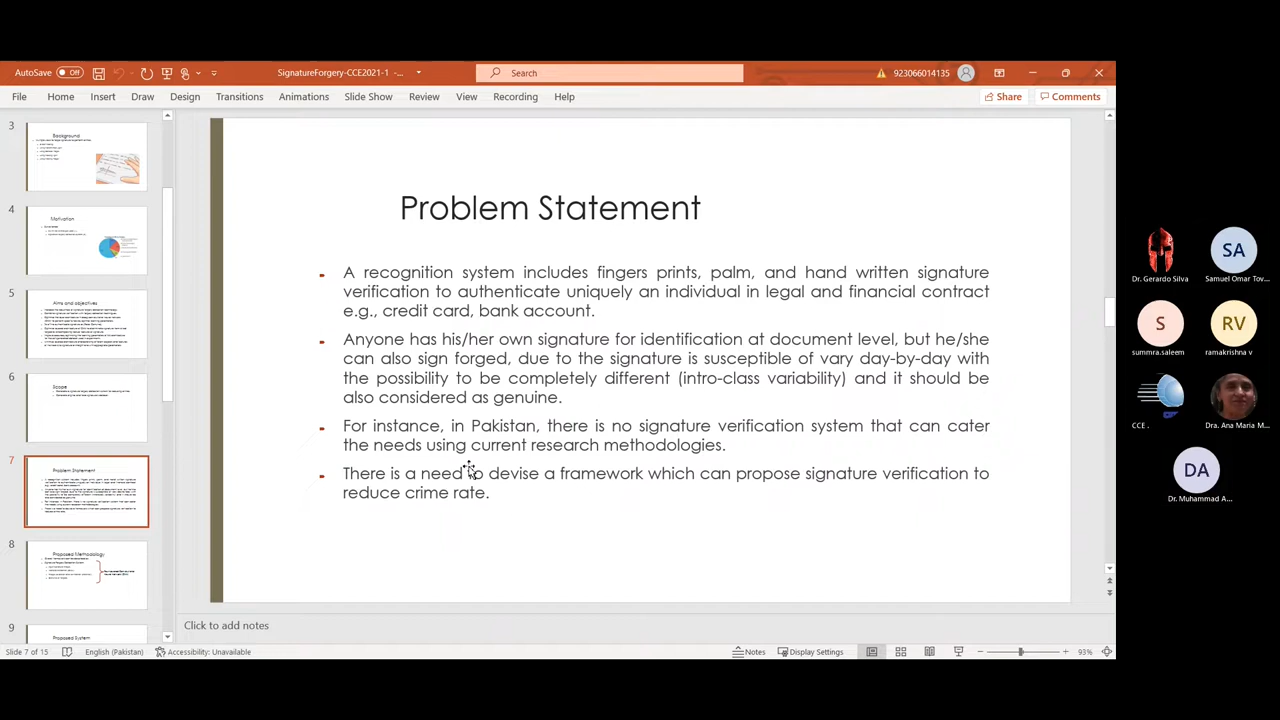 AutoSave Off SignatureForgery-CCE2021-1 -... Search 923066014135
File Home Insert Draw Design Transitions Animations Slide Show Review View Recording Help Share Comments
3
Background
4
Motivation
5
Aims and objectives
6
Scope
7
Problem Statement
8
Proposed Methodology
9
Proposed System
Problem Statement
A recognition system includes fingers prints, palm, and hand written signature
verification to authenticate uniquely an individual in legal and financial contract
e.g., credit card, bank account.
Anyone has his/her own signature for identification at document level, but he/she
can also sign forged, due to the signature is susceptible of vary day-by-day with
the possibility to be completely different (intro-class variability) and it should be
also considered as genuine.
For instance, in Pakistan, there is no signature verification system that can cater
the needs using current research methodologies.
There is a need to devise a framework which can propose signature verification to
reduce crime rate.
Click to add notes
Slide 7 of 15 English (Pakistan) Accessibility: Unavailable Notes Display Settings 93%
Dr. Gerardo Silva
SA
Samuel Omar Tov...
S
summra.saleem
RV
ramakrishna v
CCE .
Dra. Ana Maria M...
DA
Dr. Muhammad A...